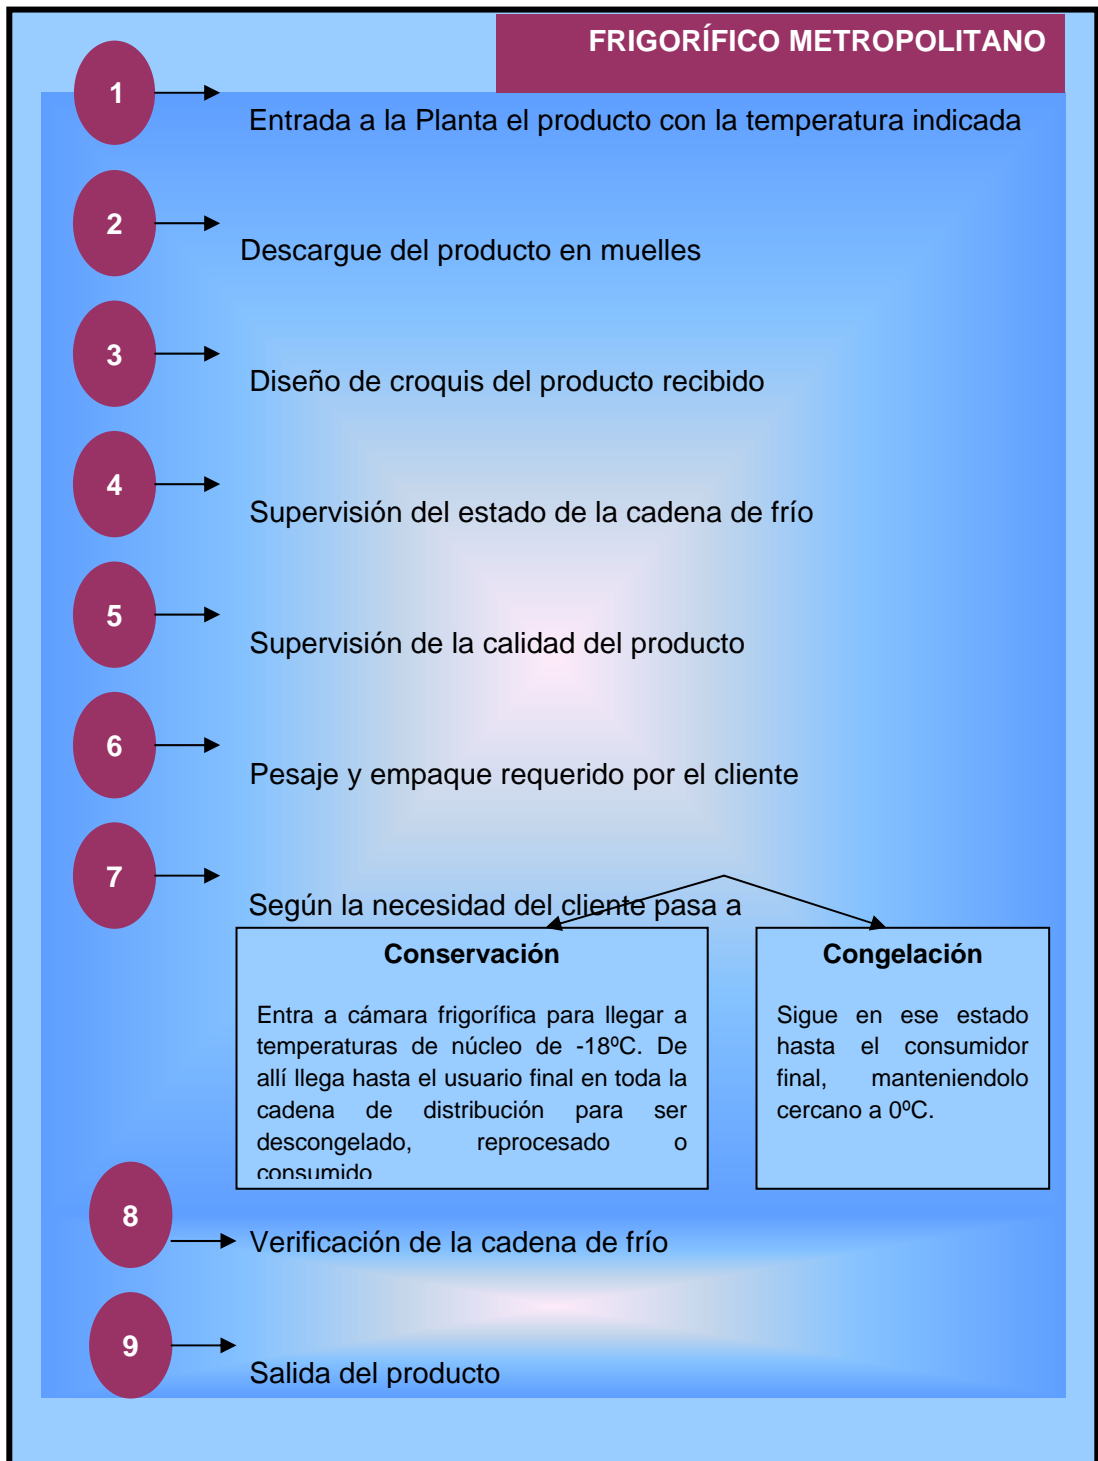 FRIGORÍFICO METROPOLITANO
1
Entrada a la Planta el producto con la temperatura indicada
2
Descargue del producto en muelles
3
Diseño de croquis del producto recibido
4
Supervisión del estado de la cadena de frío
5
Supervisión de la calidad del producto
6
Pesaje y empaque requerido por el cliente
7
Según la necesidad del cliente pasa a
Conservación
Entra a cámara frigorífica para llegar a
temperaturas de núcleo de -18ºC. De
allí llega hasta el usuario final en toda la
cadena de distribución para ser
descongelado, reprocesado o
consumido
Congelación
Sigue en ese estado
hasta el consumidor
final, manteniendolo
cercano a 0ºC.
8
Verificación de la cadena de frío
9
Salida del producto